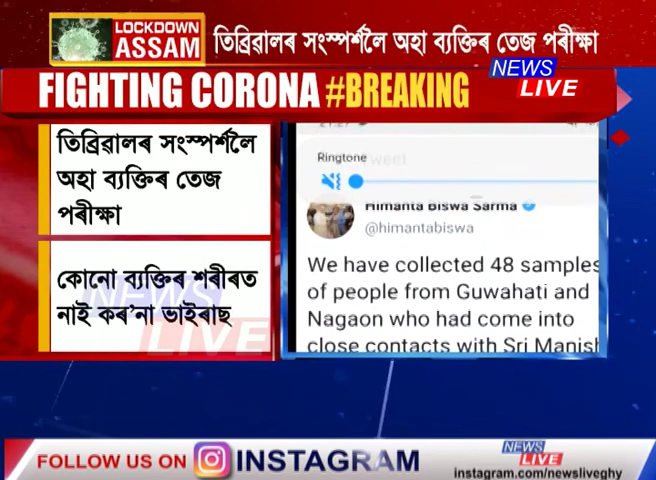 LOCKDOWN
ASSAM
তিব্ৰিৱালৰ সংস্পৰ্শলৈ অহা ব্যক্তিৰ তেজ পৰীক্ষা
FIGHTING CORONA #BREAKING
NEWS
LIVE
তিব্ৰিৱালৰ সংস্পৰ্শলৈ
অহা ব্যক্তিৰ তেজ
পৰীক্ষা
কোনো ব্যক্তিৰ শৰীৰত
নাই কৰ'না ভাইৰাছ
NEWS
LIVE
Ringtone
Tweet
Himanta Biswa Sarma
@himantabiswa
We have collected 48 samples
of people from Guwahati and
Nagaon who had come into
close contacts with Sri Manish
FOLLOW US ON INSTAGRAM
NEWS
LIVE
instagram.com/newsliveghy